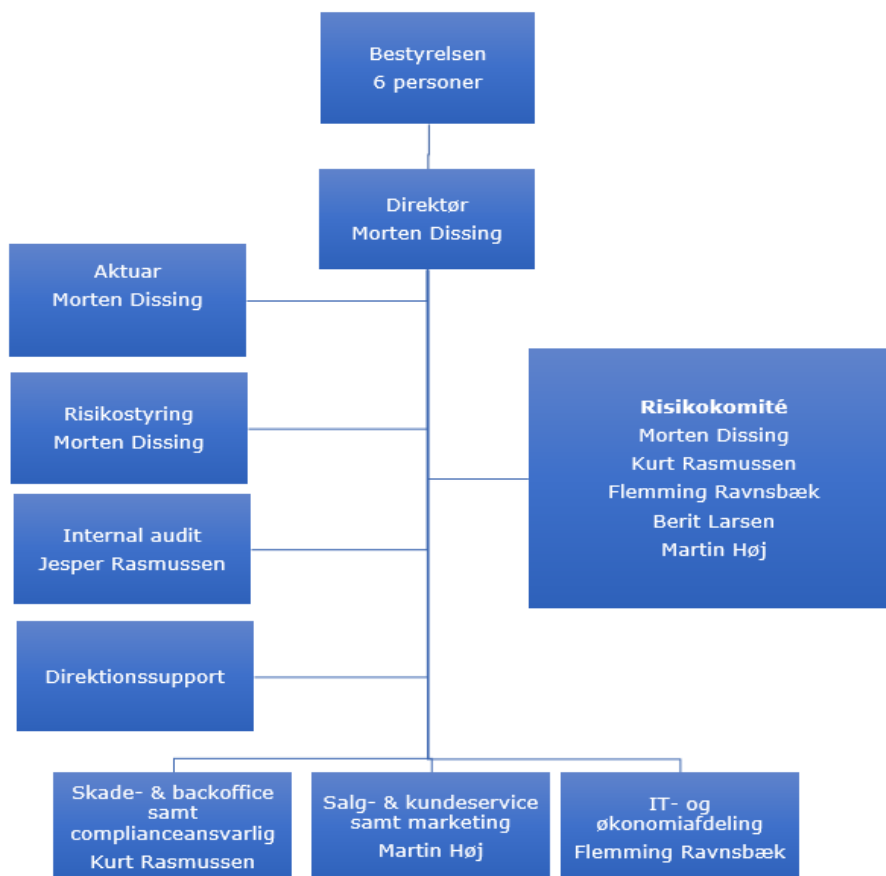 Bestyrelsen
6 personer
Direktør
Morten Dissing
Aktuar
Morten Dissing
Risikostyring
Morten Dissing
Internal audit
Jesper Rasmussen
Direktionssupport
Risikokomité
Morten Dissing
Kurt Rasmussen
Flemming Ravnsbæk
Berit Larsen
Martin Høj
Skade- & backoffice
samt
complianceansvarlig
Kurt Rasmussen
Salg- & kundeservice
samt marketing
Martin Høj
IT- og
økonomiafdeling
Flemming Ravnsbæk